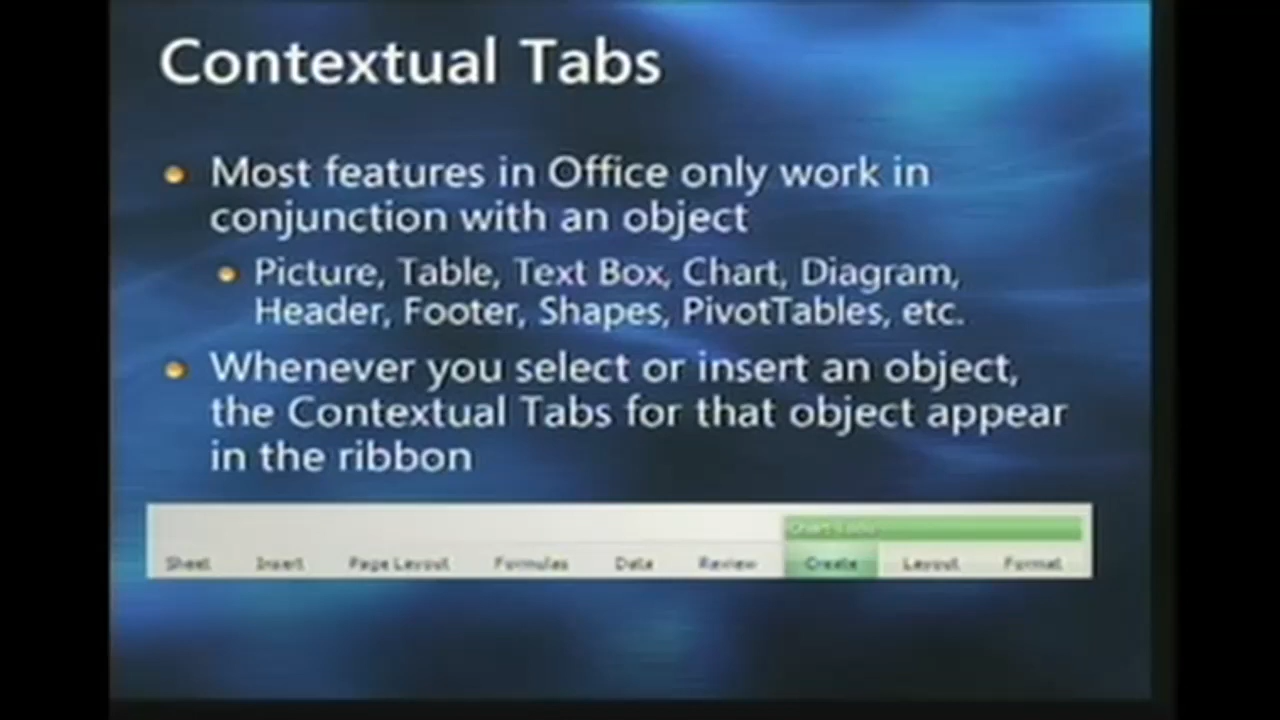 Contextual Tabs
Most features in Office only work in
conjunction with an object
Picture, Table, Text Box, Chart, Diagram,
Header, Footer, Shapes, PivotTables, etc.
Whenever you select or insert an object,
the Contextual Tabs for that object appear
in the ribbon
Chart Tools
Sheet Insert Page Layout Formulas Data Review Create Layout Format